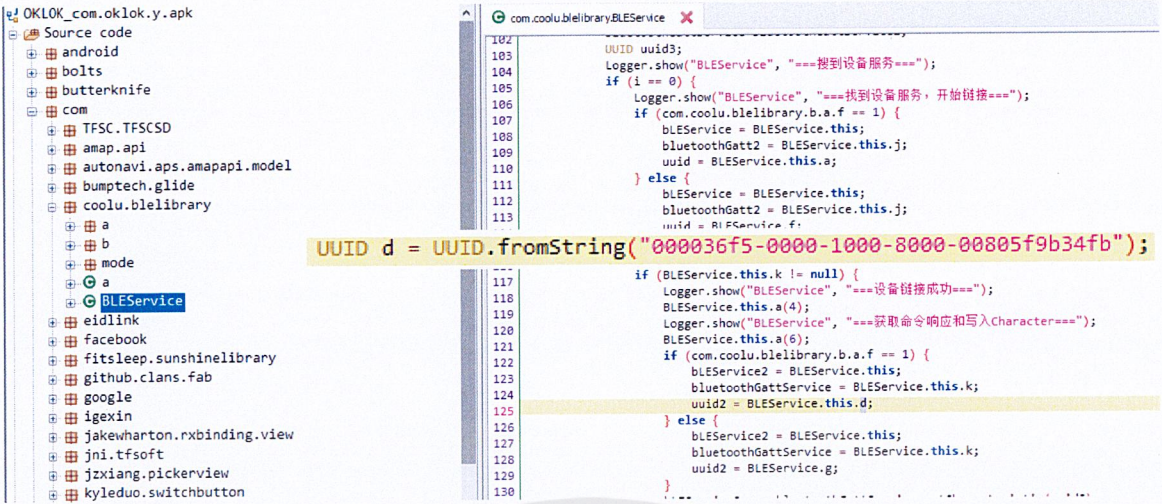 OKLOK_com.oklok.y.apk
Source code
android
bolts
butterknife
com
TFSC.TFSCSD
amap.api
autonavi.aps.amapapi.model
bumptech.glide
coolu.blelibrary
a
b
mode
a
BLEService
eidlink
facebook
fitsleep.sunshinelibrary
github.clans.fab
google
igexin
jakewharton.rxbinding.view
jni.tfsoft
jzxiang.pickerview
kyleduo.switchbutton
com.coolu.blelibrary.BLEService
102
103 UUID uuid3;
104 Logger.show("BLEService", "===搜到设备服务===");
105 if (i == 0) {
106 Logger.show("BLEService", "===找到设备服务，开始链接===");
107 if (com.coolu.blelibrary.b.a.f == 1) {
108 bLEService = BLEService.this;
109 bluetoothGatt2 = BLEService.this.j;
110 uuid = BLEService.this.a;
111 } else {
112 bLEService = BLEService.this;
113 bluetoothGatt2 = BLEService.this.j;
uuid = BLEService.f;
UUID d = UUID.fromString("000036f5-0000-1000-8000-00805f9b34fb");
117 if (BLEService.this.k != null) {
118 Logger.show("BLEService", "===设备链接成功===");
119 BLEService.this.a(4);
120 Logger.show("BLEService", "===获取命令响应和写入Character===");
121 BLEService.this.a(6);
122 if (com.coolu.blelibrary.b.a.f == 1) {
123 bLEService2 = BLEService.this;
124 bluetoothGattService = BLEService.this.k;
125 uuid2 = BLEService.this.d;
126 } else {
127 bLEService2 = BLEService.this;
128 bluetoothGattService = BLEService.this.k;
129 uuid2 = BLEService.g;
130 }